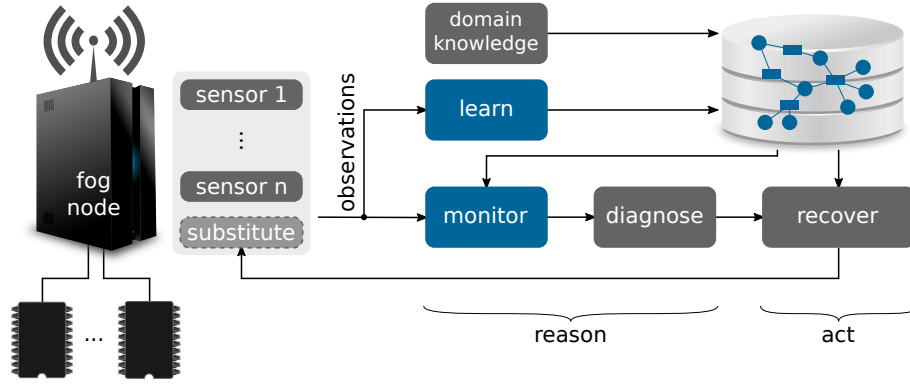 fog
node
sensor 1
...
sensor n
substitute
observations
domain
knowledge
learn
monitor
diagnose
recover
...
reason
act